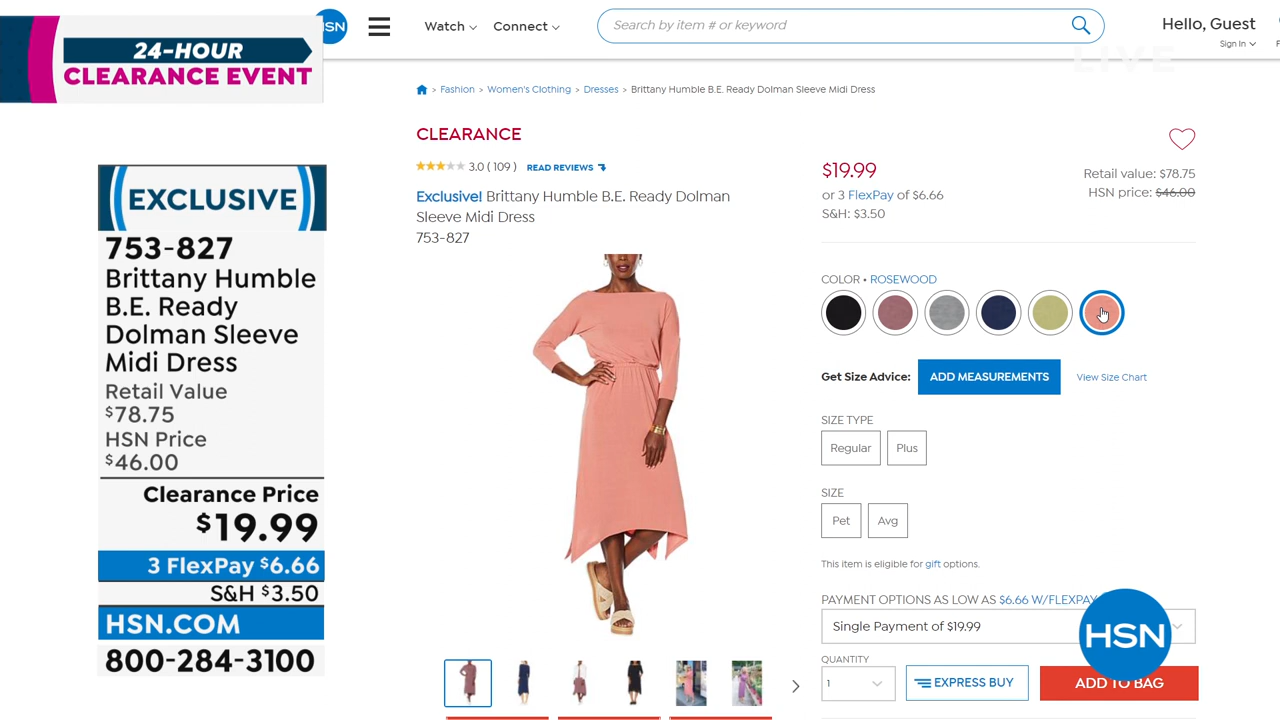 24-HOUR
CLEARANCE EVENT
HSN
Watch
Connect
Search by item # or keyword
Hello, Guest
Sign In
LIVE
Fashion > Women's Clothing > Dresses > Brittany Humble B.E. Ready Dolman Sleeve Midi Dress
CLEARANCE
3.0 ( 109 ) READ REVIEWS
Exclusive! Brittany Humble B.E. Ready Dolman
Sleeve Midi Dress
753-827
$19.99
or 3 FlexPay of $6.66
S&H: $3.50
Retail value: $78.75
HSN price: $46.00
COLOR • ROSEWOOD
Get Size Advice: ADD MEASUREMENTS View Size Chart
SIZE TYPE
Regular Plus
SIZE
Pet Avg
This item is eligible for gift options.
PAYMENT OPTIONS AS LOW AS $6.66 W/FLEXPAY
Single Payment of $19.99
QUANTITY
1
EXPRESS BUY
ADD TO BAG
HSN
EXCLUSIVE
753-827
Brittany Humble
B.E. Ready
Dolman Sleeve
Midi Dress
Retail Value
$78.75
HSN Price
$46.00
Clearance Price
$19.99
3 FlexPay $6.66
S&H $3.50
HSN.COM
800-284-3100